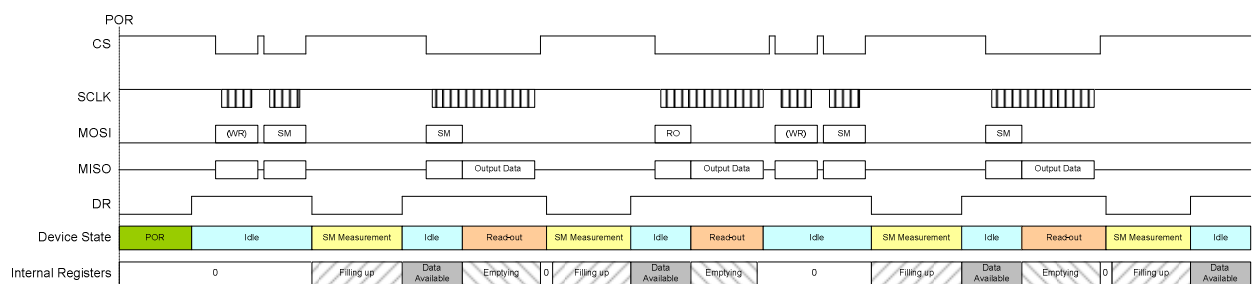 POR
CS
SCLK
MOSI (WR) SM SM RO (WR) SM SM
MISO Output Data Output Data Output Data
DR
Device State POR Idle SM Measurement Idle Read-out SM Measurement Idle Read-out Idle SM Measurement Idle Read-out SM Measurement Idle
Internal Registers 0 Filling up Data Available Emptying 0 Filling up Data Available Emptying 0 Filling up Data Available Emptying 0 Filling up Data Available